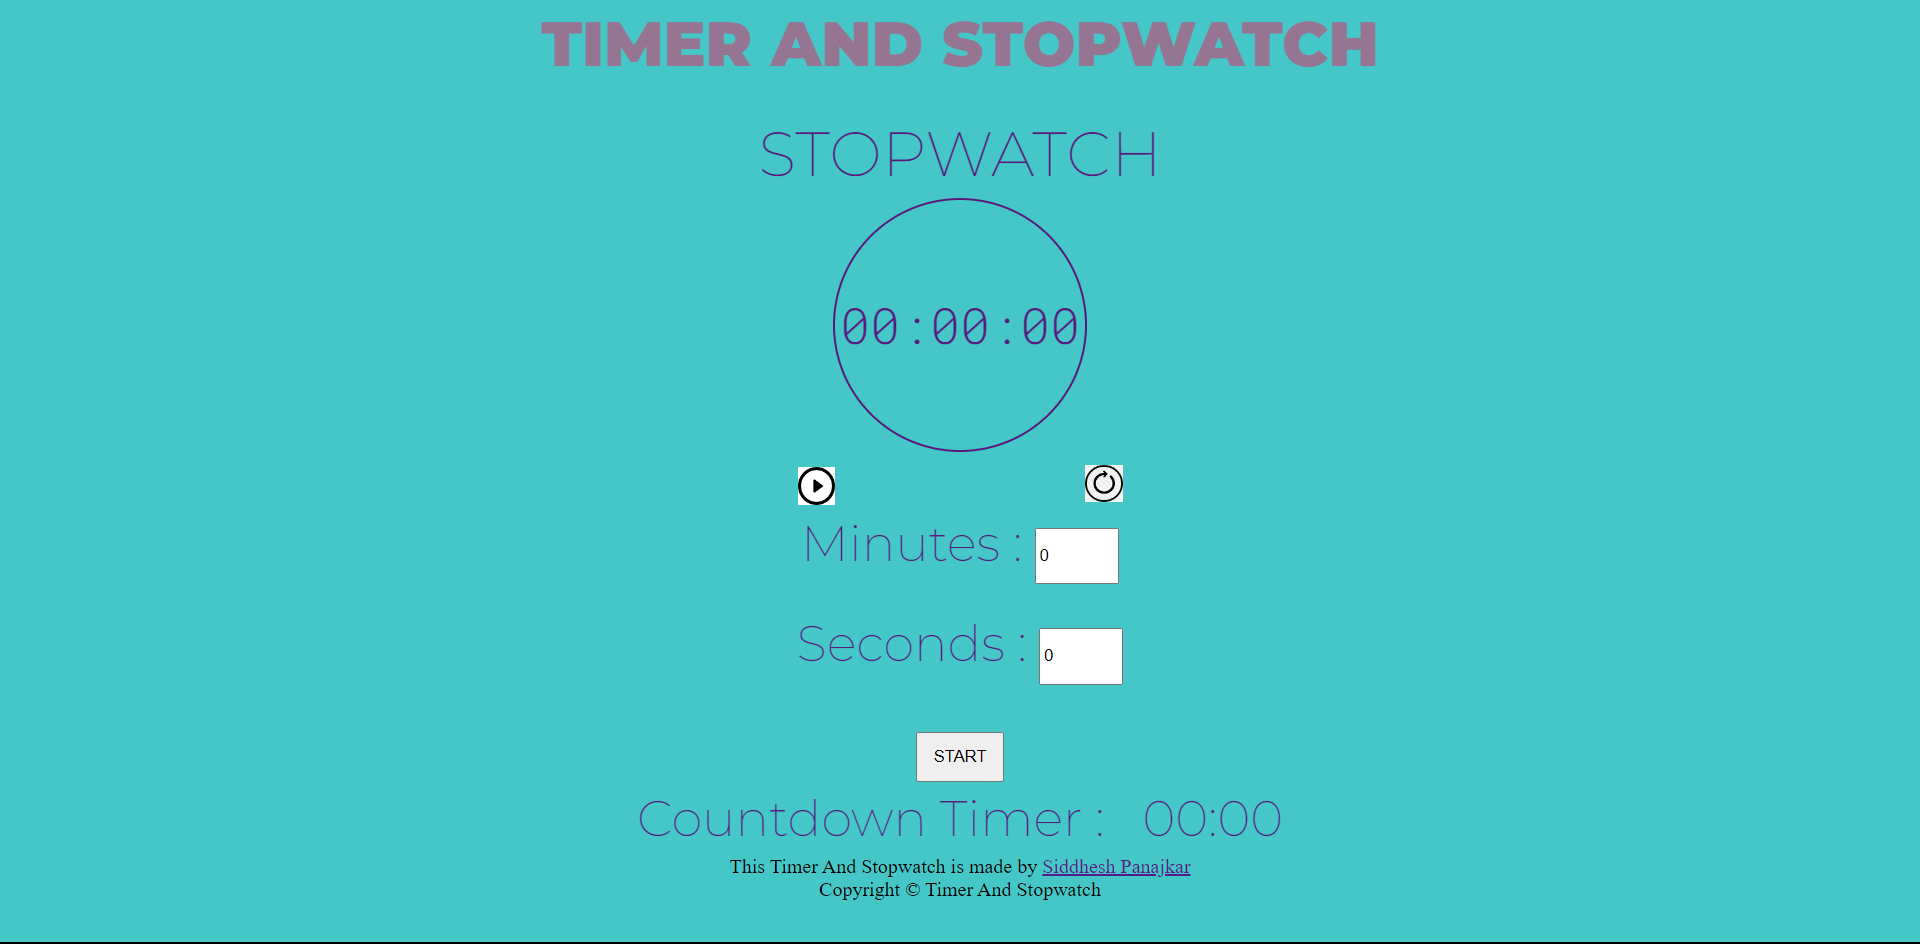 TIMER AND STOPWATCH
STOPWATCH
00:00:00
Minutes : 0
Seconds : 0
START
Countdown Timer : 00:00
This Timer And Stopwatch is made by Siddhesh Panajkar
Copyright © Timer And Stopwatch